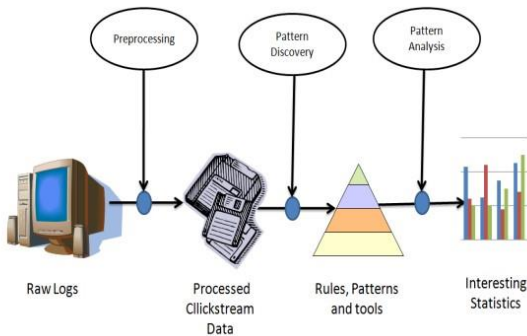 Preprocessing
Pattern
Discovery
Pattern
Analysis
Raw Logs
Processed
Cllickstream
Data
Rules, Patterns
and tools
Interesting
Statistics